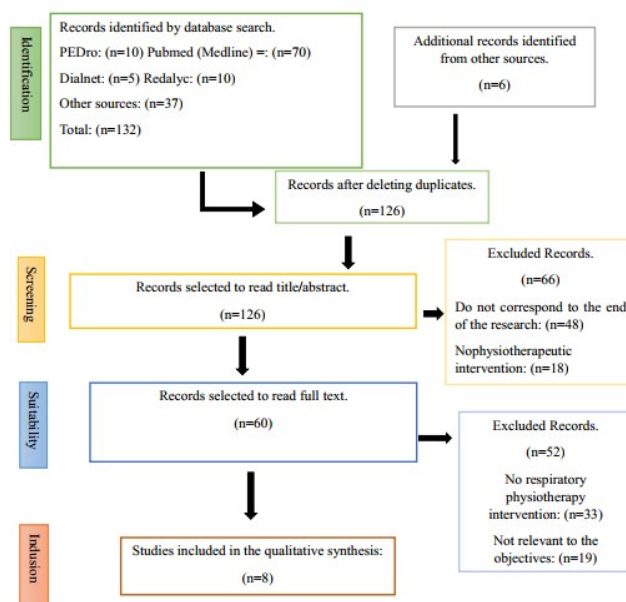 Identification
Records identified by database search.
PEDro: (n=10) Pubmed (Medline) =: (n=70)
Dialnet: (n=5) Redalyc: (n=10)
Other sources: (n=37)
Total: (n=132)
Additional records identified
from other sources.
(n=6)
Records after deleting duplicates.
(n=126)
Screening
Records selected to read title/abstract.
(n=126)
Excluded Records.
(n=66)
Do not correspond to the end
of the research: (n=48)
Nophysiotherapeutic
intervention: (n=18)
Suitability
Records selected to read full text.
(n=60)
Excluded Records.
(n=52)
No respiratory
physiotherapy
intervention: (n=33)
Not relevant to the
objectives: (n=19)
Indusion
Studies included in the qualitative synthesis:
(n=8)